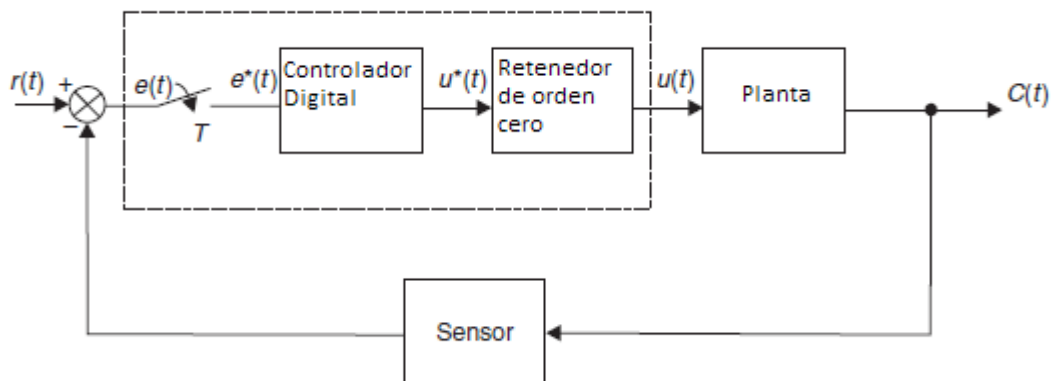 r(t)
+
−
e(t)
T
e*(t)
Controlador
Digital
u*(t)
Retenedor
de orden
cero
u(t)
Planta
C(t)
Sensor